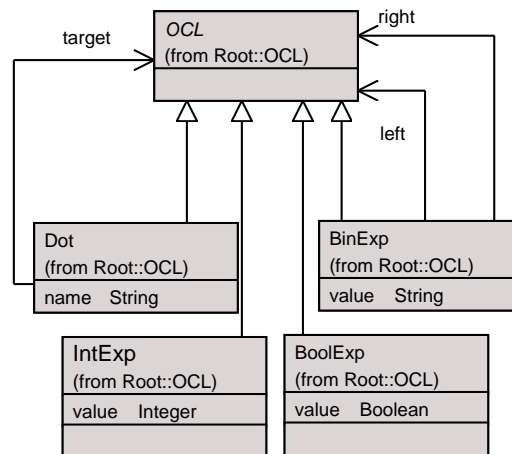 right
OCL
target
(from Root::OCL)
left
Dot
(from Root::OCL)
name String
BinExp
(from Root::OCL)
value String
IntExp
(from Root::OCL)
value Integer
BoolExp
(from Root::OCL)
value Boolean